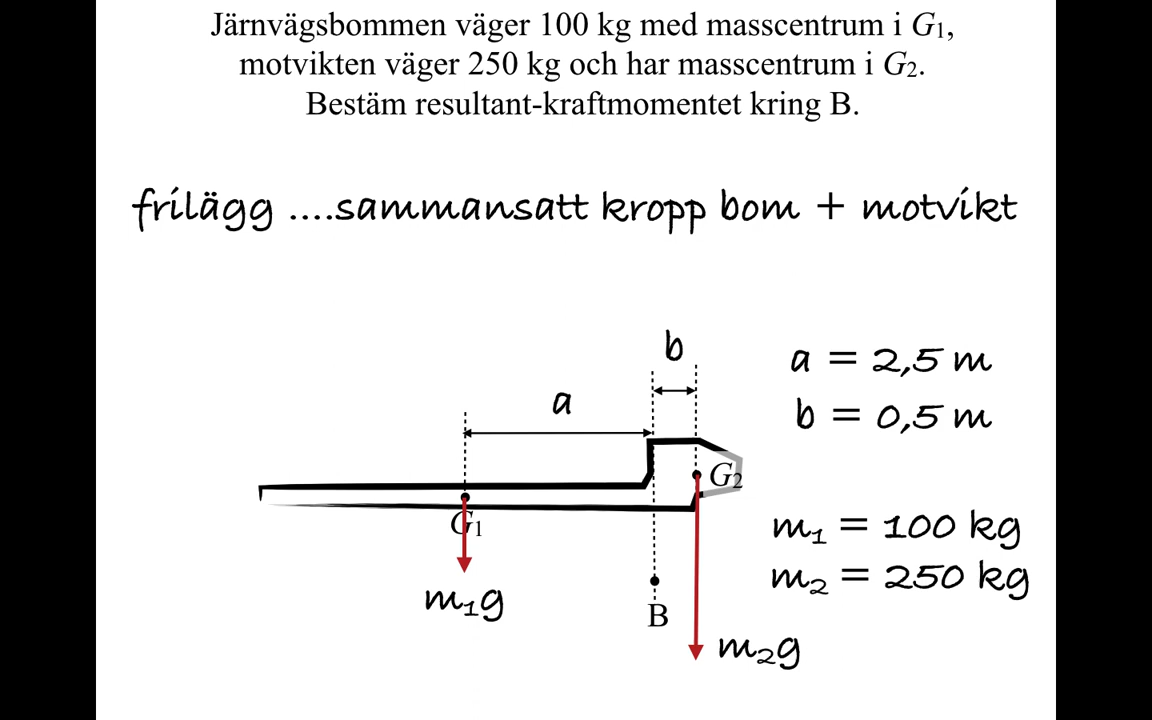 Järnvägsbommen väger 100 kg med masscentrum i G1,
motvikten väger 250 kg och har masscentrum i G2.
Bestäm resultant-kraftmomentet kring B.
frilägg ....sammansatt kropp bom + motvikt
b
a = 2,5 m
a
b = 0,5 m
G2
G1
m1 = 100 kg
m2 = 250 kg
m1g
B
m2g